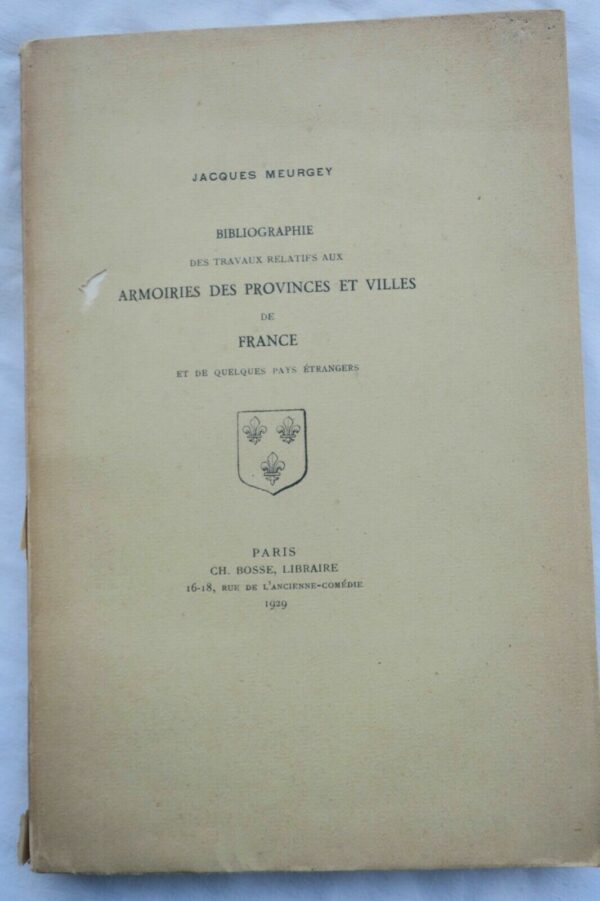 JACQUES MEURGEY
BIBLIOGRAPHIE
DES TRAVAUX RELATIFS AUX
ARMOIRIES DES PROVINCES ET VILLES
DE
FRANCE
ET DE QUELQUES PAYS ÉTRANGERS
PARIS
CH. BOSSE, LIBRAIRE
16-18, RUE DE L'ANCIENNE-COMÉDIE
1929